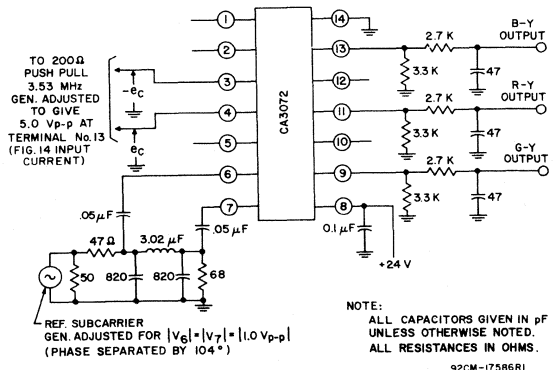 TO 200Ω
PUSH PULL
3.53 MHz
GEN. ADJUSTED
TO GIVE
5.0 Vp-p AT
TERMINAL No.13
(FIG. 14 INPUT
CURRENT)
-eC
eC
1
2
3
4
5
6
7
CA3072
14
13
12
11
10
9
8
2.7 K
B-Y
OUTPUT
3.3 K
47
2.7 K
R-Y
OUTPUT
3.3 K
47
2.7 K
G-Y
OUTPUT
3.3 K
47
0.1 µF
+24 V
.05µF
.05µF
47Ω
3.02 µF
50
820
820
68
REF. SUBCARRIER
GEN. ADJUSTED FOR |V6|=|V7|=|1.0 Vp-p|
(PHASE SEPARATED BY 104°)
NOTE:
ALL CAPACITORS GIVEN IN pF
UNLESS OTHERWISE NOTED.
ALL RESISTANCES IN OHMS.
92CM-17586R1